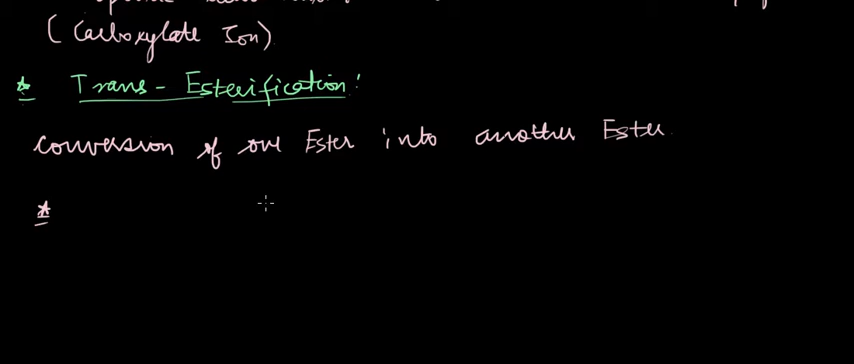 (Carboxylate Ion)
* Trans-Esterification:
conversion of one Ester into another Ester.
*